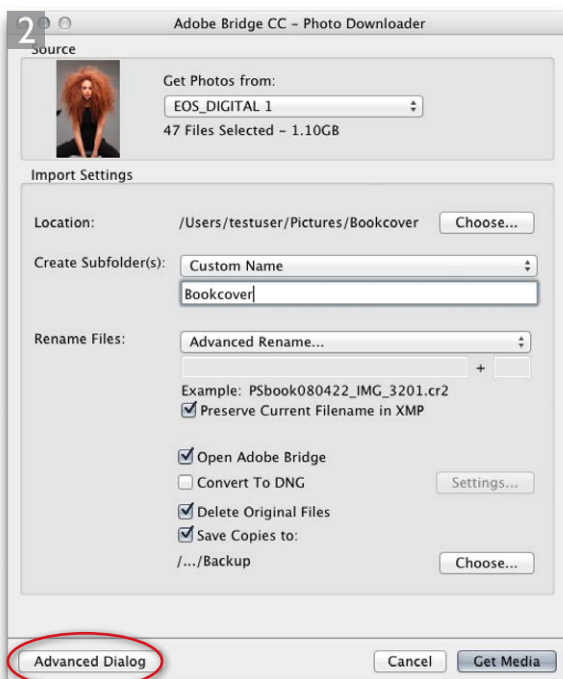 2
Adobe Bridge CC – Photo Downloader
Source
Get Photos from:
EOS_DIGITAL 1
47 Files Selected – 1.10GB
Import Settings
Location: /Users/testuser/Pictures/Bookcover Choose...
Create Subfolder(s): Custom Name
Bookcover
Rename Files: Advanced Rename...
+
Example: PSbook080422_IMG_3201.cr2
Preserve Current Filename in XMP
Open Adobe Bridge
Convert To DNG Settings...
Delete Original Files
Save Copies to:
/.../Backup Choose...
Advanced Dialog Cancel Get Media